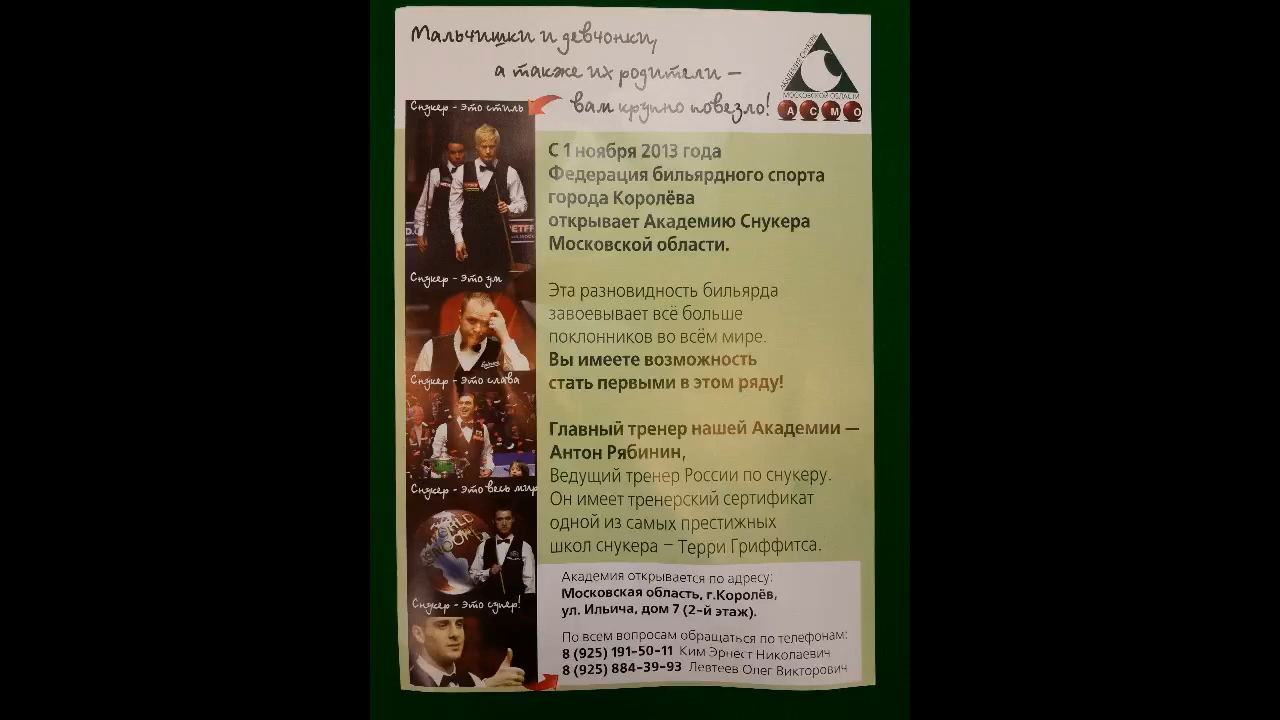 Мальчишки и девчонки,
а также их родители –
вам крупно повезло!
АКАДЕМИЯ СНУКЕРА
МОСКОВСКОЙ ОБЛАСТИ
АСМО
Снукер - это стиль
С 1 ноября 2013 года
Федерация бильярдного спорта
города Королёва
открывает Академию Снукера
Московской области.
Снукер - это ум
Эта разновидность бильярда
завоевывает всё больше
поклонников во всём мире.
Вы имеете возможность
стать первыми в этом ряду!
Снукер - это слава
Главный тренер нашей Академии —
Антон Рябинин,
Ведущий тренер России по снукеру.
Он имеет тренерский сертификат
одной из самых престижных
школ снукера – Терри Гриффитса.
Снукер - это весь мир
WORLD
SNOOKER
Снукер - это супер!
Академия открывается по адресу:
Московская область, г.Королёв,
ул. Ильича, дом 7 (2-й этаж).
По всем вопросам обращаться по телефонам:
8 (925) 191-50-11 Ким Эрнест Николаевич
8 (925) 884-39-93 Левтеев Олег Викторович